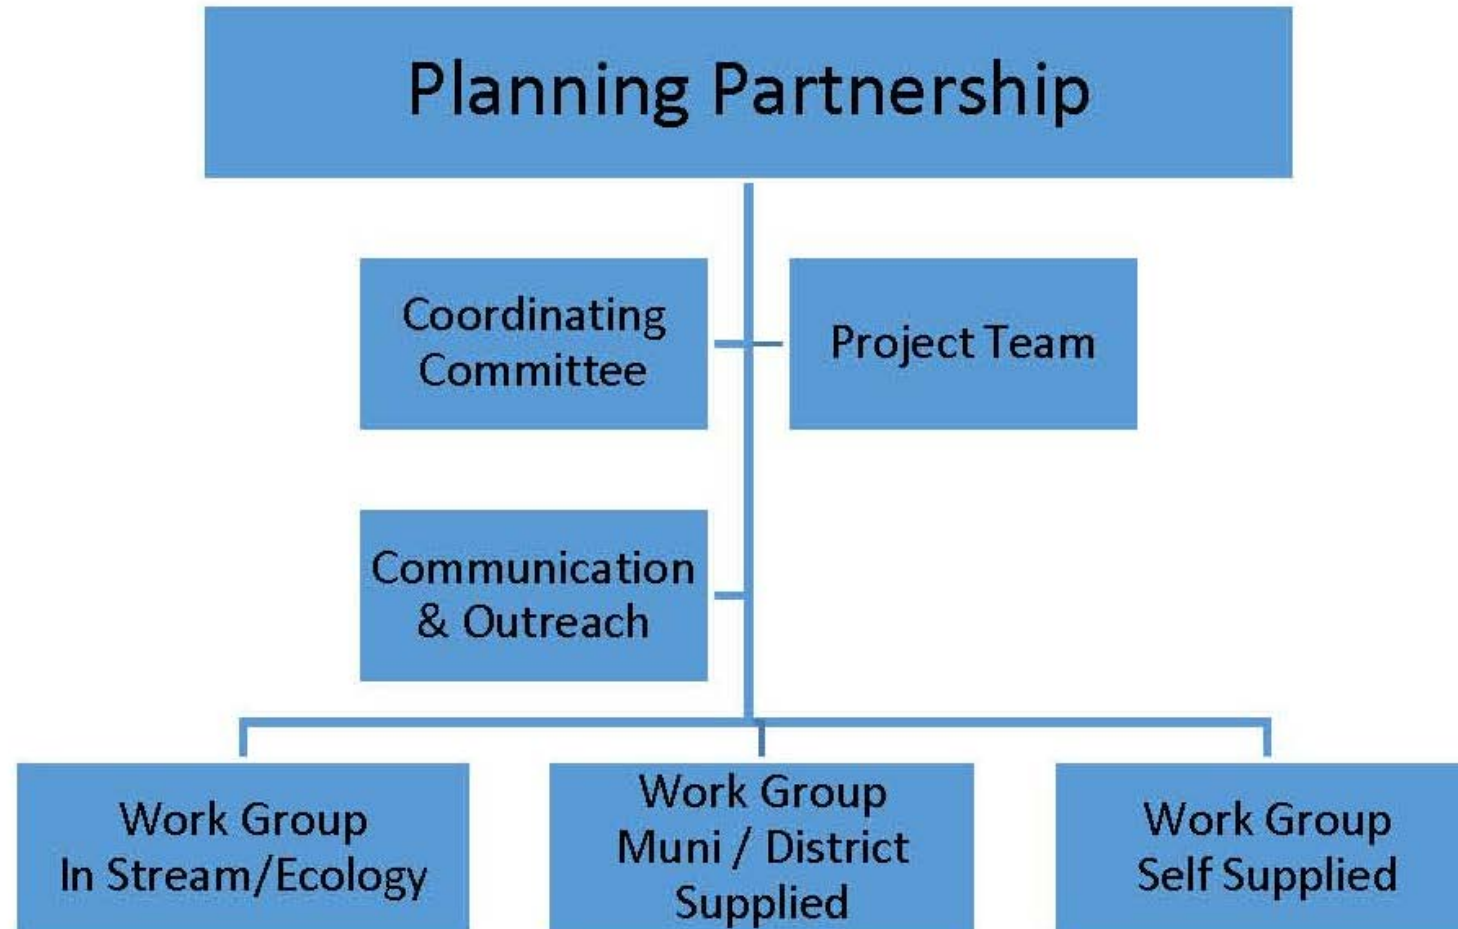 Planning Partnership
Coordinating
Committee
Project Team
Communication
& Outreach
Work Group
In Stream/Ecology
Work Group
Muni / District
Supplied
Work Group
Self Supplied